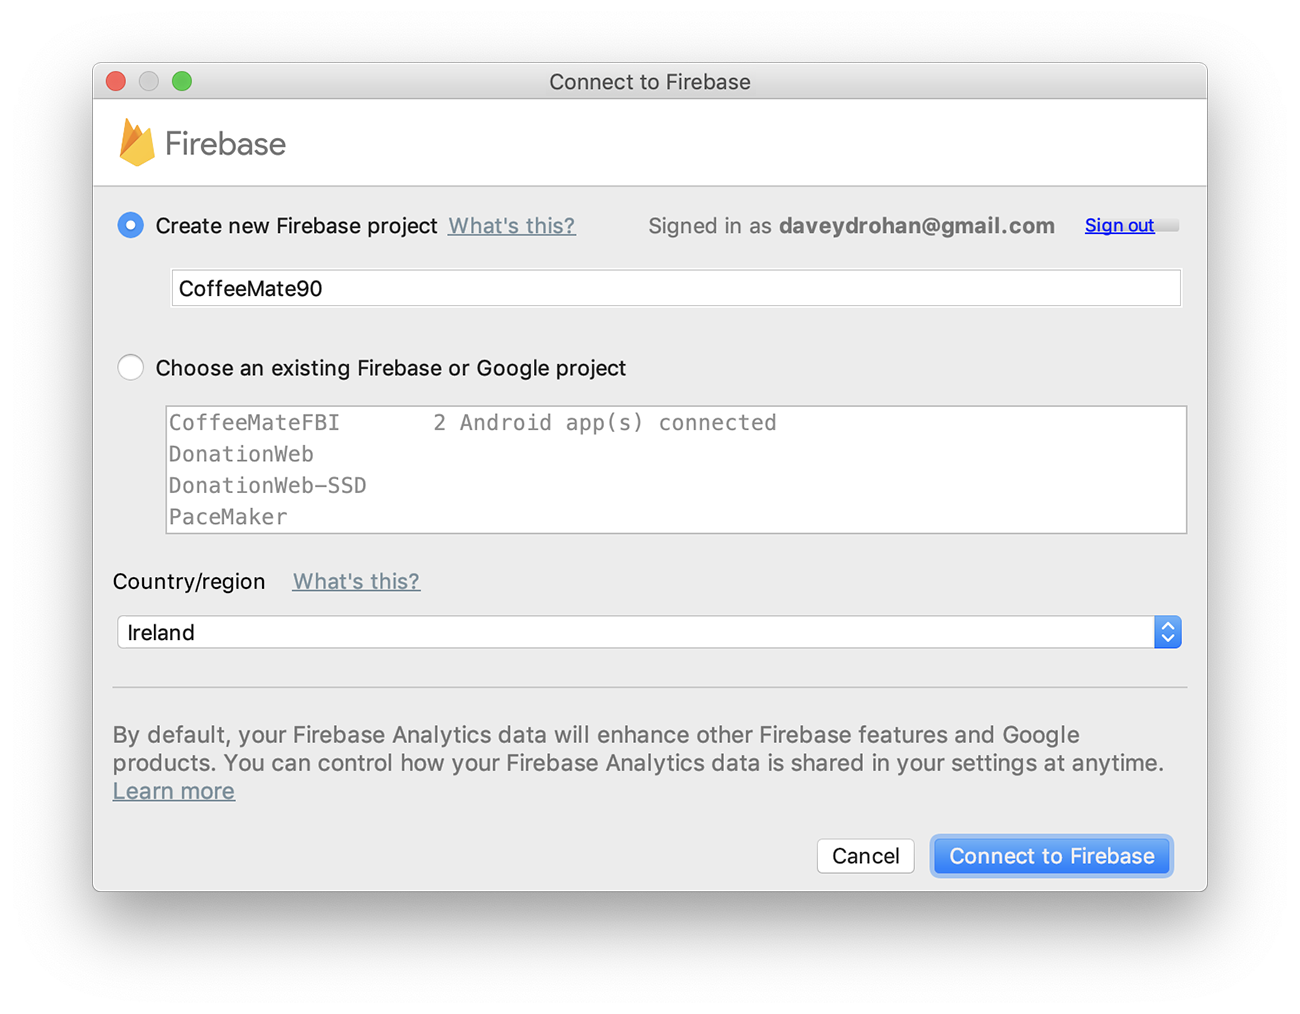 Connect to Firebase
Firebase
Create new Firebase project What's this? Signed in as daveydrohan@gmail.com Sign out
CoffeeMate90
Choose an existing Firebase or Google project
CoffeeMateFBI 2 Android app(s) connected
DonationWeb
DonationWeb-SSD
PaceMaker
Country/region What's this?
Ireland
By default, your Firebase Analytics data will enhance other Firebase features and Google
products. You can control how your Firebase Analytics data is shared in your settings at anytime.
Learn more
Cancel Connect to Firebase